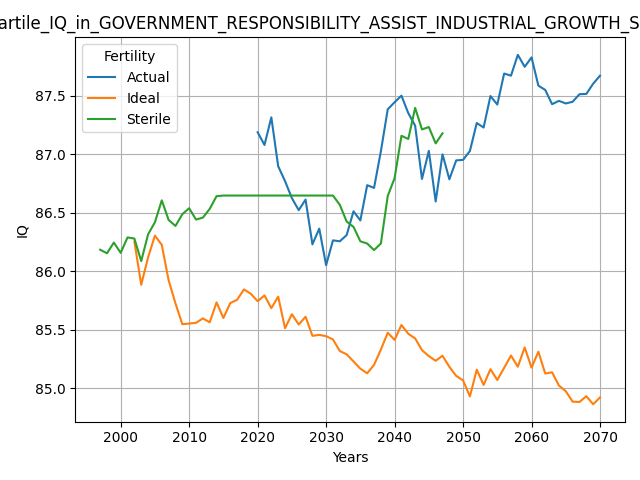 artile_IQ_in_GOVERNMENT_RESPONSIBILITY_ASSIST_INDUSTRIAL_GROWTH_S
Fertility
Actual
Ideal
Sterile
87.5
87.0
86.5
86.0
85.5
85.0
IQ
2000 2010 2020 2030 2040 2050 2060 2070
Years